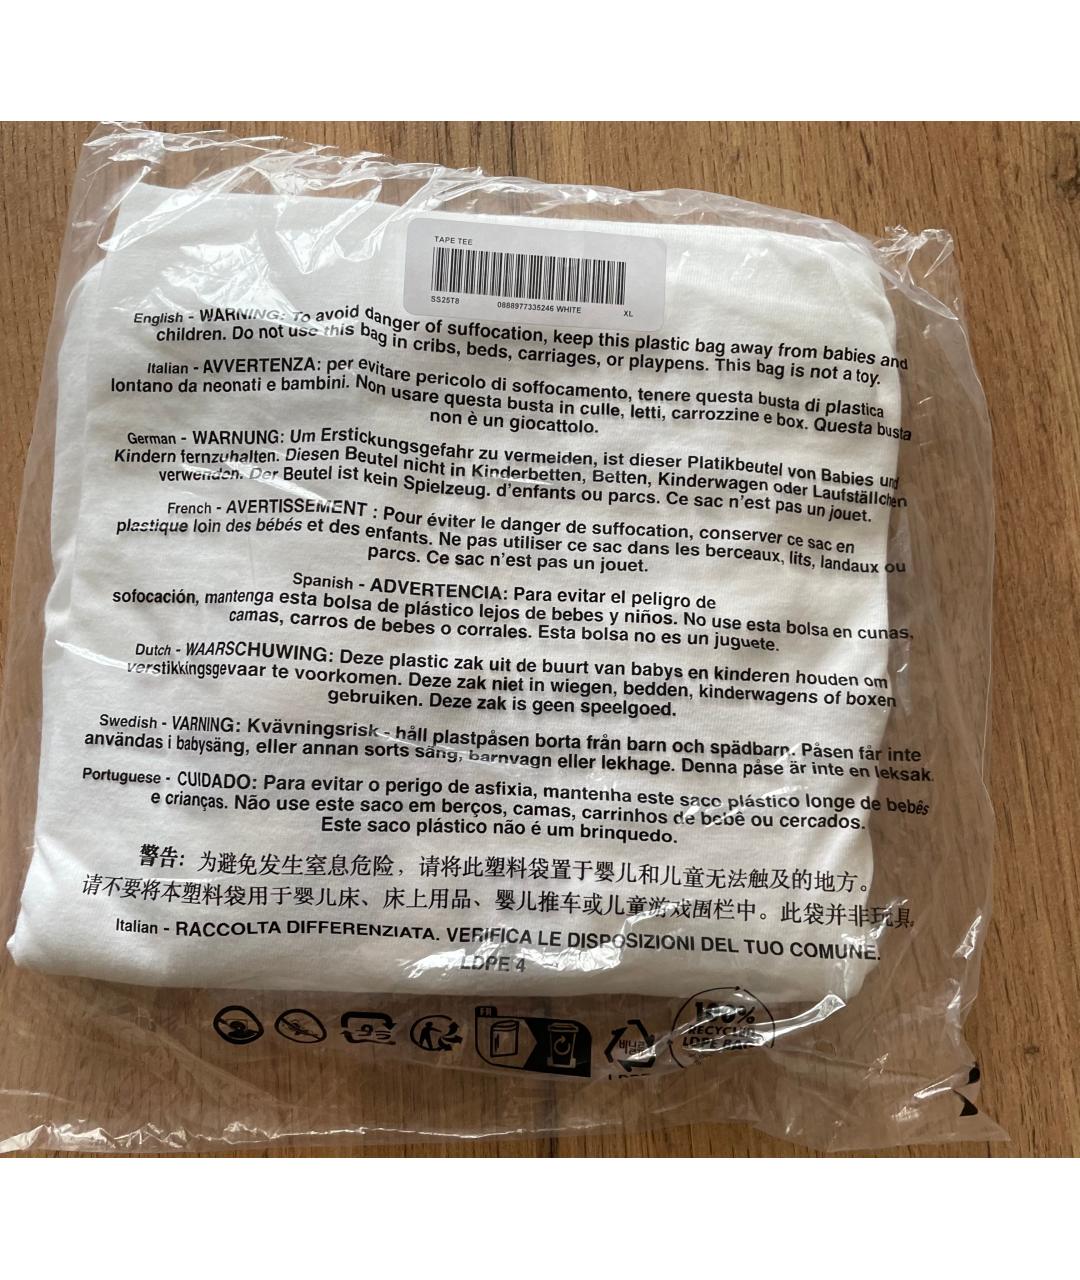 TAPE TEE
SS25T8 0888977335246 WHITE XL
English - WARNING: To avoid danger of suffocation, keep this plastic bag away from babies and
children. Do not use this bag in cribs, beds, carriages, or playpens. This bag is not a toy.
Italian - AVVERTENZA: per evitare pericolo di soffocamento, tenere questa busta di plastica
lontano da neonati e bambini. Non usare questa busta in culle, letti, carrozzine e box. Questa busta
non è un giocattolo.
German - WARNUNG: Um Erstickungsgefahr zu vermeiden, ist dieser Platikbeutel von Babies und
Kindern fernzuhalten. Diesen Beutel nicht in Kinderbetten, Betten, Kinderwagen oder Laufställchen
verwenden. Der Beutel ist kein Spielzeug. d'enfants ou parcs. Ce sac n'est pas un jouet.
French - AVERTISSEMENT : Pour éviter le danger de suffocation, conserver ce sac en
plastique loin des bébés et des enfants. Ne pas utiliser ce sac dans les berceaux, lits, landaux ou
parcs. Ce sac n'est pas un jouet.
Spanish - ADVERTENCIA: Para evitar el peligro de
sofocación, mantenga esta bolsa de plástico lejos de bebes y niños. No use esta bolsa en cunas,
camas, carros de bebes o corrales. Esta bolsa no es un juguete.
Dutch - WAARSCHUWING: Deze plastic zak uit de buurt van babys en kinderen houden om
verstikkingsgevaar te voorkomen. Deze zak niet in wiegen, bedden, kinderwagens of boxen
gebruiken. Deze zak is geen speelgoed.
Swedish - VARNING: Kvävningsrisk - håll plastpåsen borta från barn och spädbarn. Påsen får inte
användas i babysäng, eller annan sorts säng, barnvagn eller lekhage. Denna påse är inte en leksak.
Portuguese - CUIDADO: Para evitar o perigo de asfixia, mantenha este saco plástico longe de bebês
e crianças. Não use este saco em berços, camas, carrinhos de bebê ou cercados.
Este saco plástico não é um brinquedo.
警告: 为避免发生窒息危险，请将此塑料袋置于婴儿和儿童无法触及的地方。
请不要将本塑料袋用于婴儿床、床上用品、婴儿推车或儿童游戏围栏中。此袋并非玩具.
Italian - RACCOLTA DIFFERENZIATA. VERIFICA LE DISPOSIZIONI DEL TUO COMUNE.
LDPE 4
FR
100%
RECYCLED
LDPE BAG